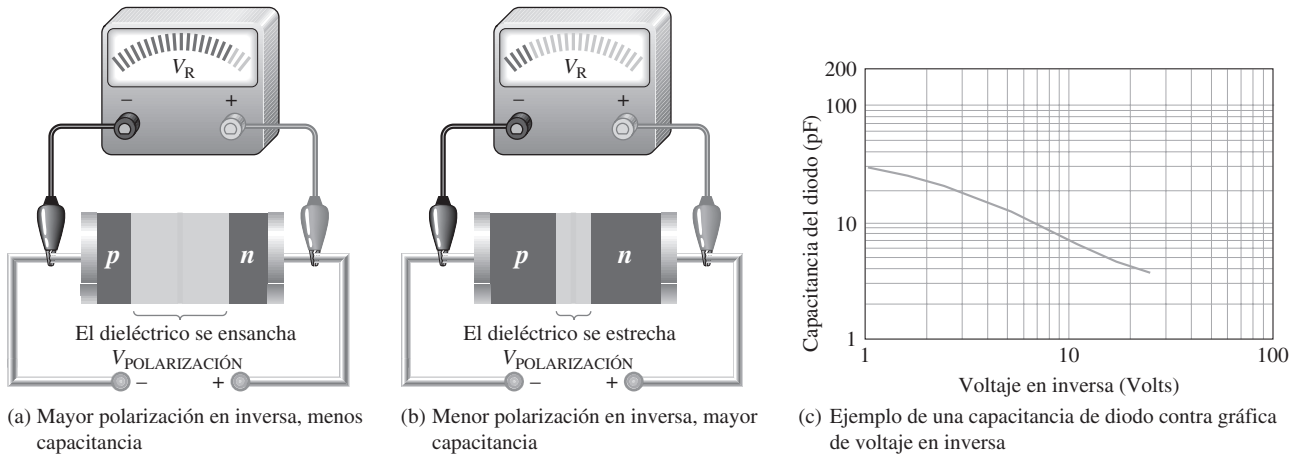 V_R
− +
p n
El dieléctrico se ensancha
V_POLARIZACIÓN
− +
(a) Mayor polarización en inversa, menos
capacitancia
V_R
− +
p n
El dieléctrico se estrecha
V_POLARIZACIÓN
− +
(b) Menor polarización en inversa, mayor
capacitancia
Capacitancia del diodo (pF)
200
100
10
1
1 10 100
Voltaje en inversa (Volts)
(c) Ejemplo de una capacitancia de diodo contra gráfica
de voltaje en inversa